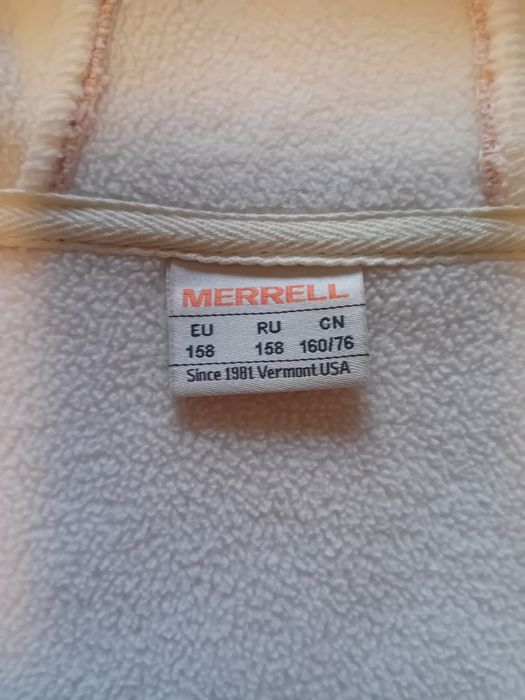 MERRELL
EU RU CN
158 158 160/76
Since 1981 Vermont USA